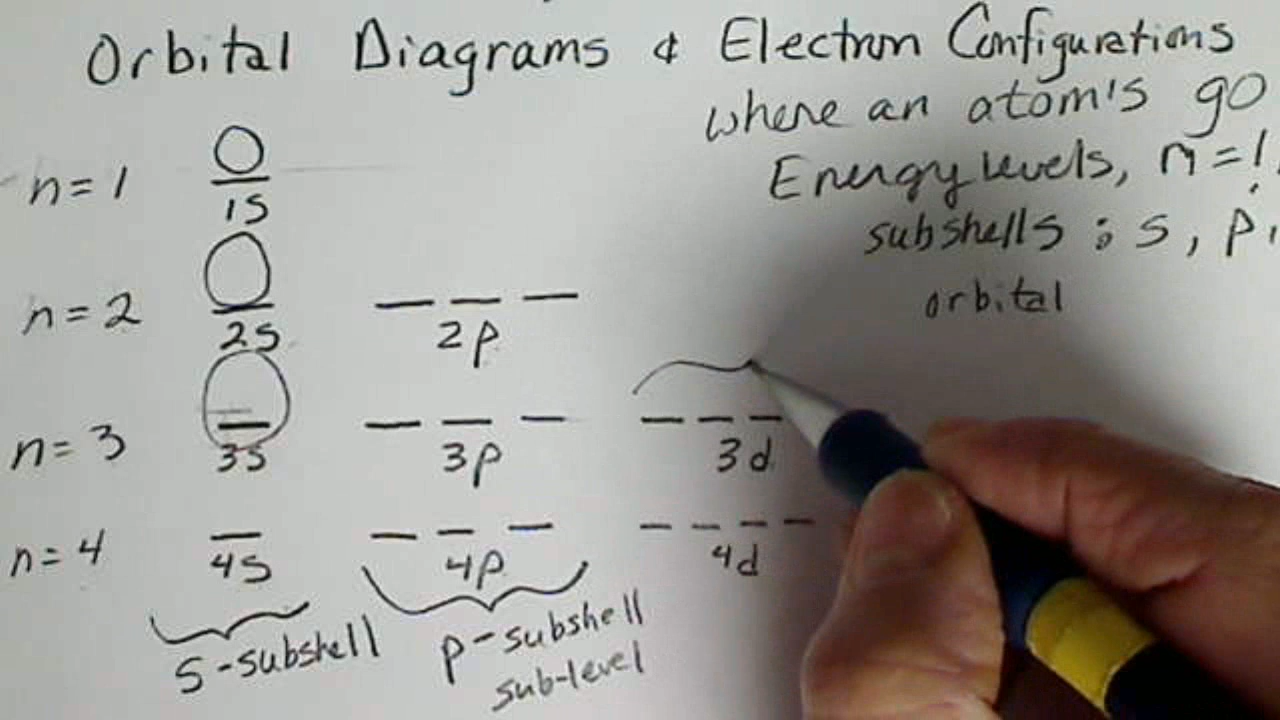 Orbital Diagrams & Electron Configurations
where an atom's go
Energy levels, n = 1,
subshells : s, p,
orbital
n = 1
1s
n = 2
2s
2p
n = 3
3s
3p
3d
n = 4
4s
4p
4d
s-subshell
p-subshell
sub-level